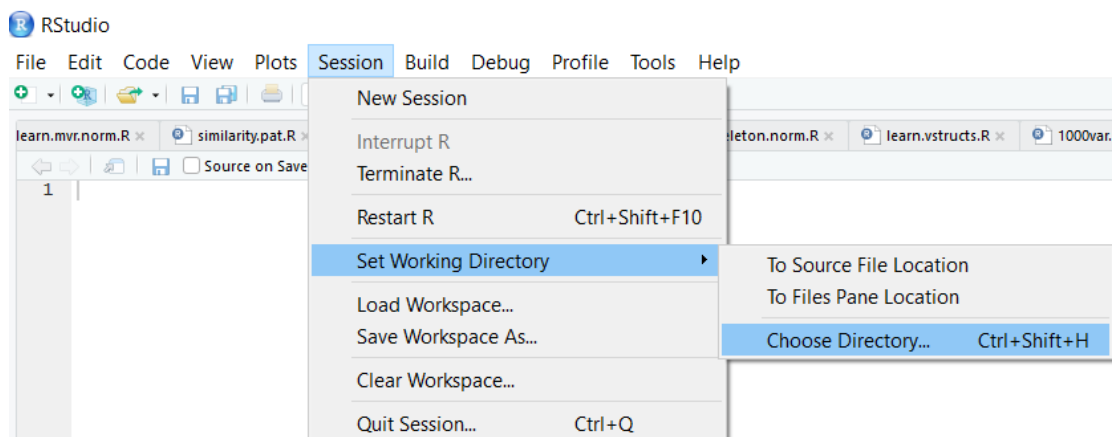 RStudio
File Edit Code View Plots Session Build Debug Profile Tools Help
learn.mvr.norm.R similarity.pat.R leton.norm.R learn.vstructs.R 1000var.
Source on Save
1
New Session
Interrupt R
Terminate R...
Restart R Ctrl+Shift+F10
Set Working Directory
Load Workspace...
Save Workspace As...
Clear Workspace...
Quit Session... Ctrl+Q
To Source File Location
To Files Pane Location
Choose Directory... Ctrl+Shift+H